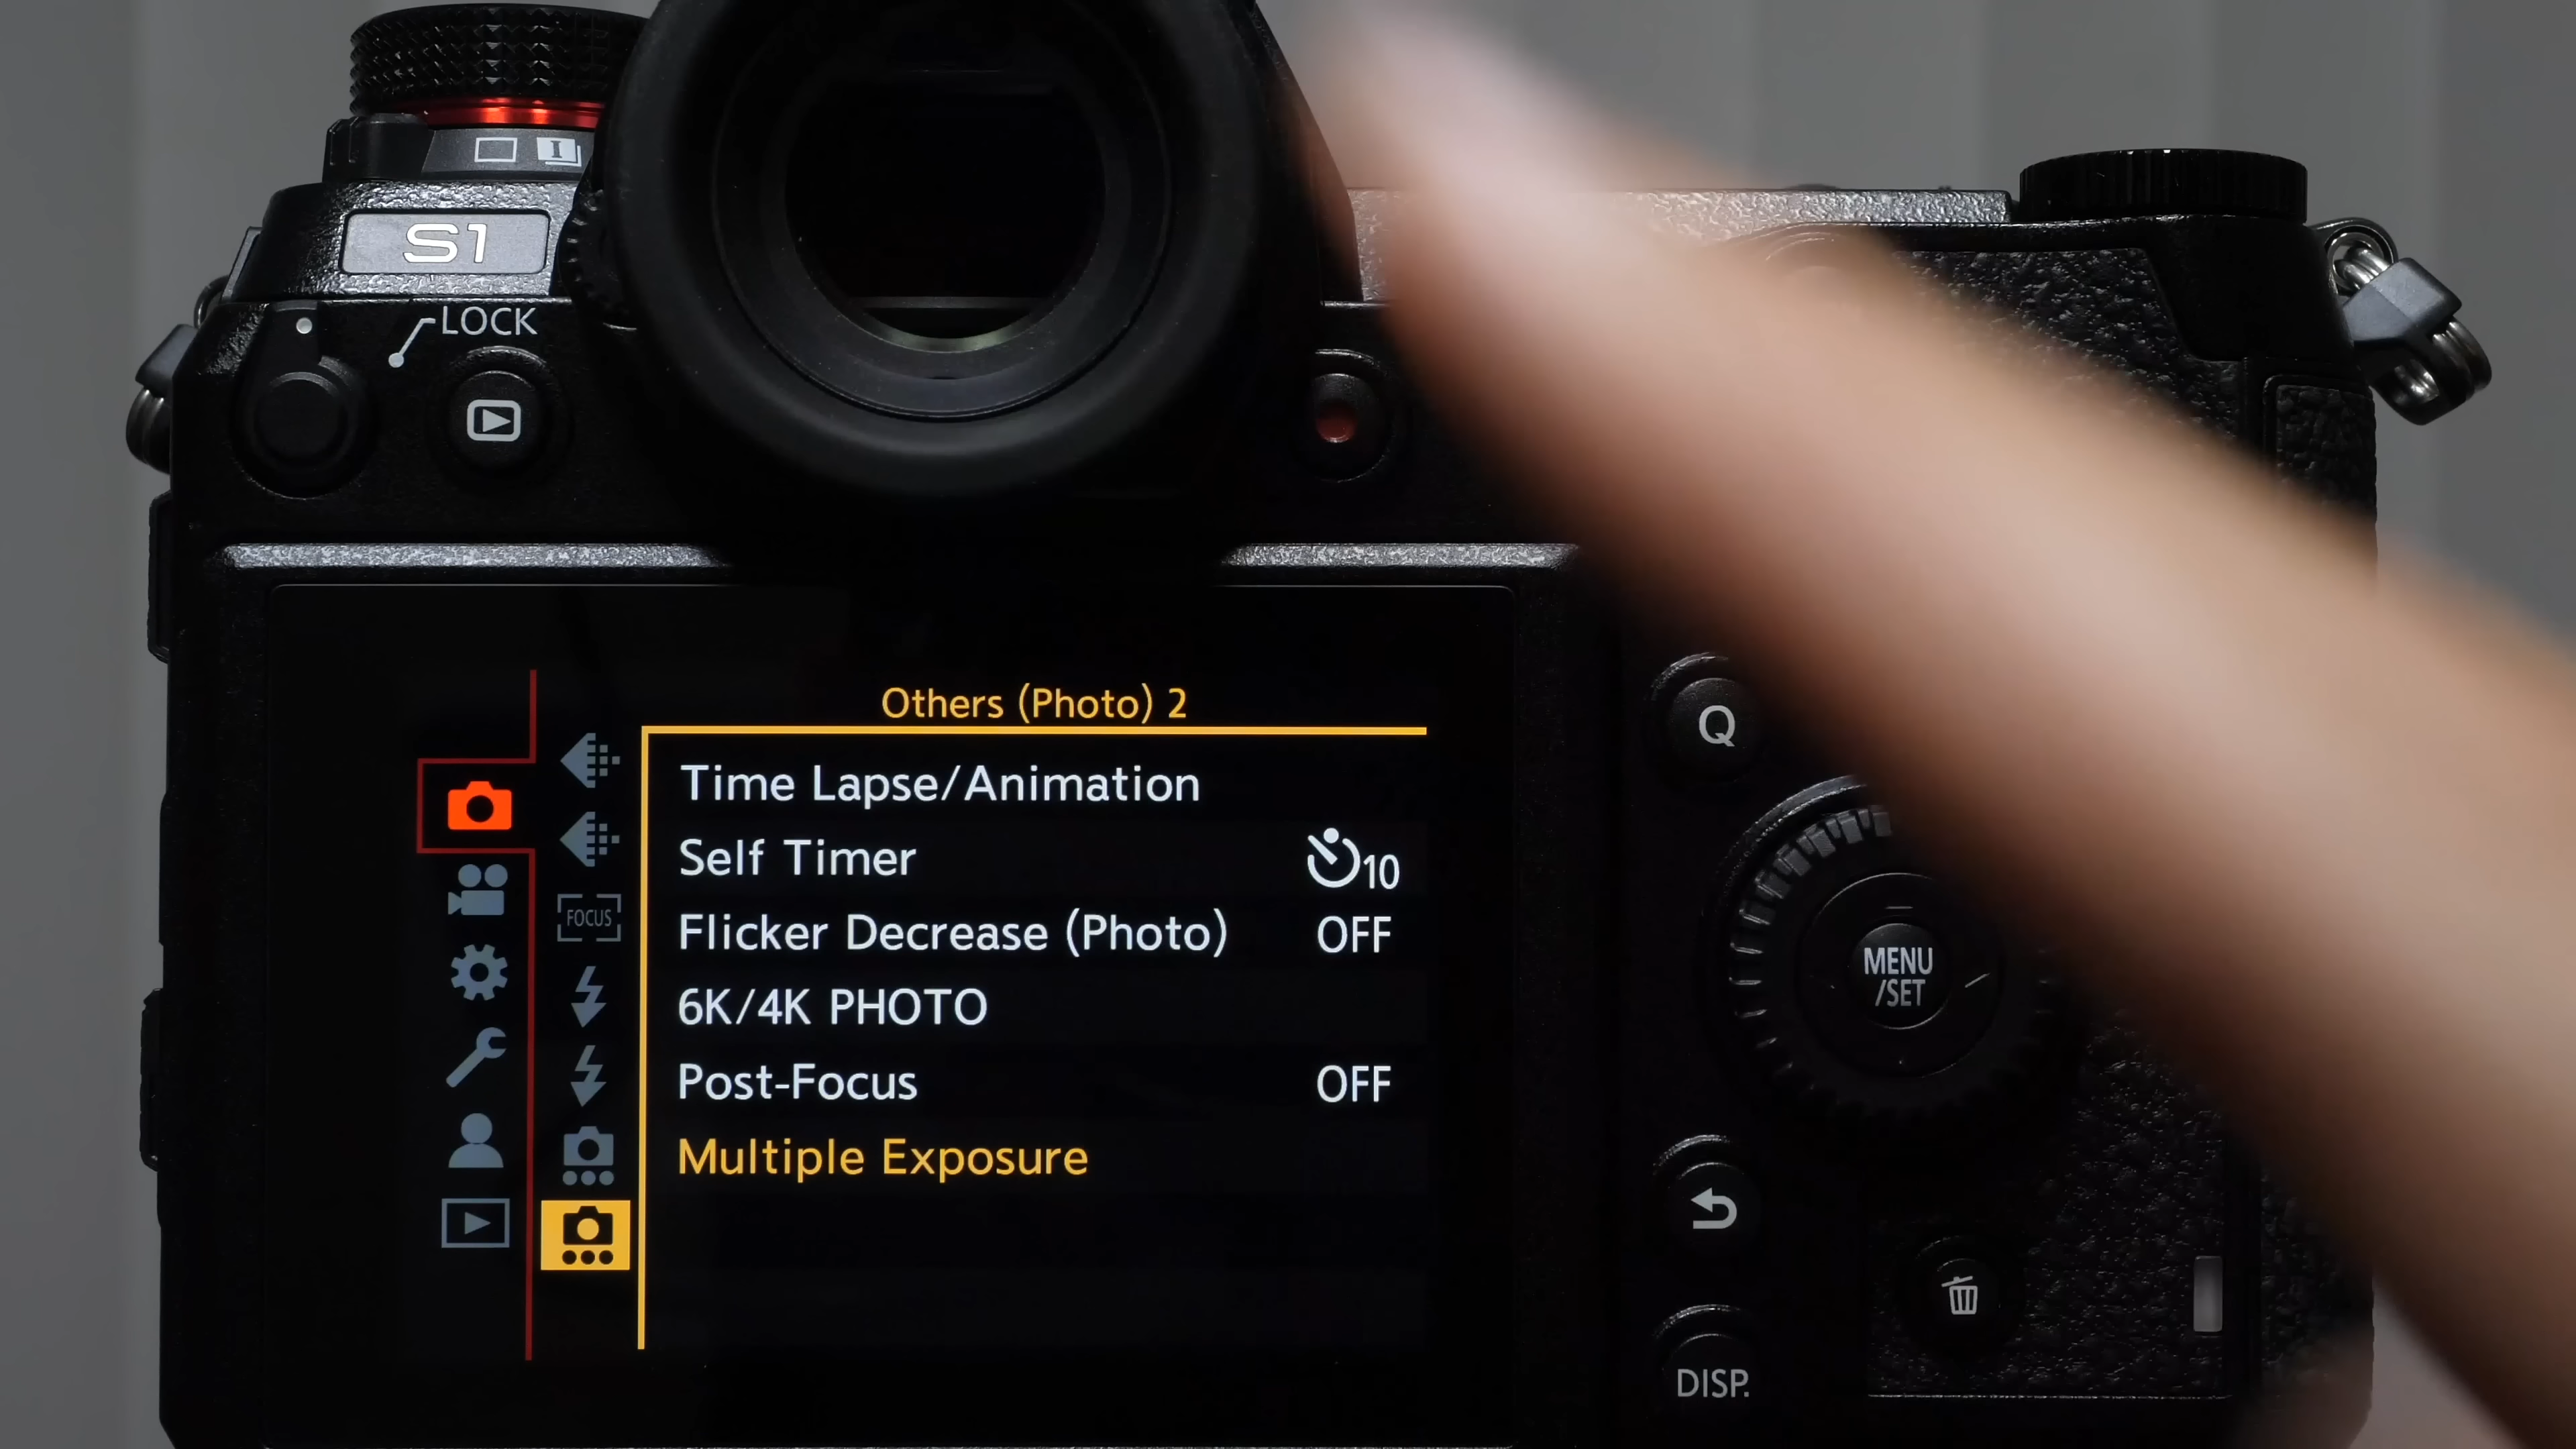 I
S1
LOCK
Others (Photo) 2
Time Lapse/Animation
Self Timer 10
FOCUS
Flicker Decrease (Photo) OFF
6K/4K PHOTO
Post-Focus OFF
Multiple Exposure
Q
MENU
/SET
DISP.